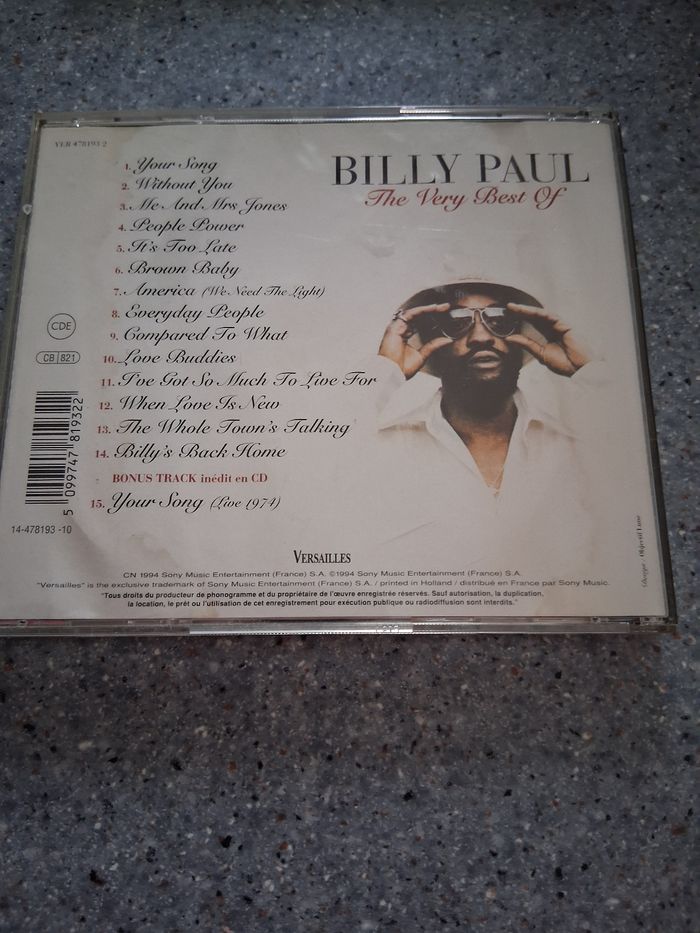 VER 478193 2
BILLY PAUL
The Very Best Of
1. Your Song
2. Without You
3. Me And Mrs Jones
4. People Power
5. It's Too Late
6. Brown Baby
7. America (We Need The Light)
8. Everyday People
9. Compared To What
10. Love Buddies
11. I've Got So Much To Live For
12. When Love Is New
13. The Whole Town's Talking
14. Billy's Back Home
- BONUS TRACK inédit en CD
15. Your Song (Live 1974)
CDE
CB 821
5 099747 819322
14-478193-10
VERSAILLES
CN 1994 Sony Music Entertainment (France) S.A. ©1994 Sony Music Entertainment (France) S.A.
"Versailles" is the exclusive trademark of Sony Music Entertainment (France) S.A. / printed in Holland / distribué en France par Sony Music.
"Tous droits du producteur de phonogramme et du propriétaire de l'œuvre enregistrée réservés. Sauf autorisation, la duplication,
la location, le prêt ou l'utilisation de cet enregistrement pour exécution publique ou radiodiffusion sont interdits."